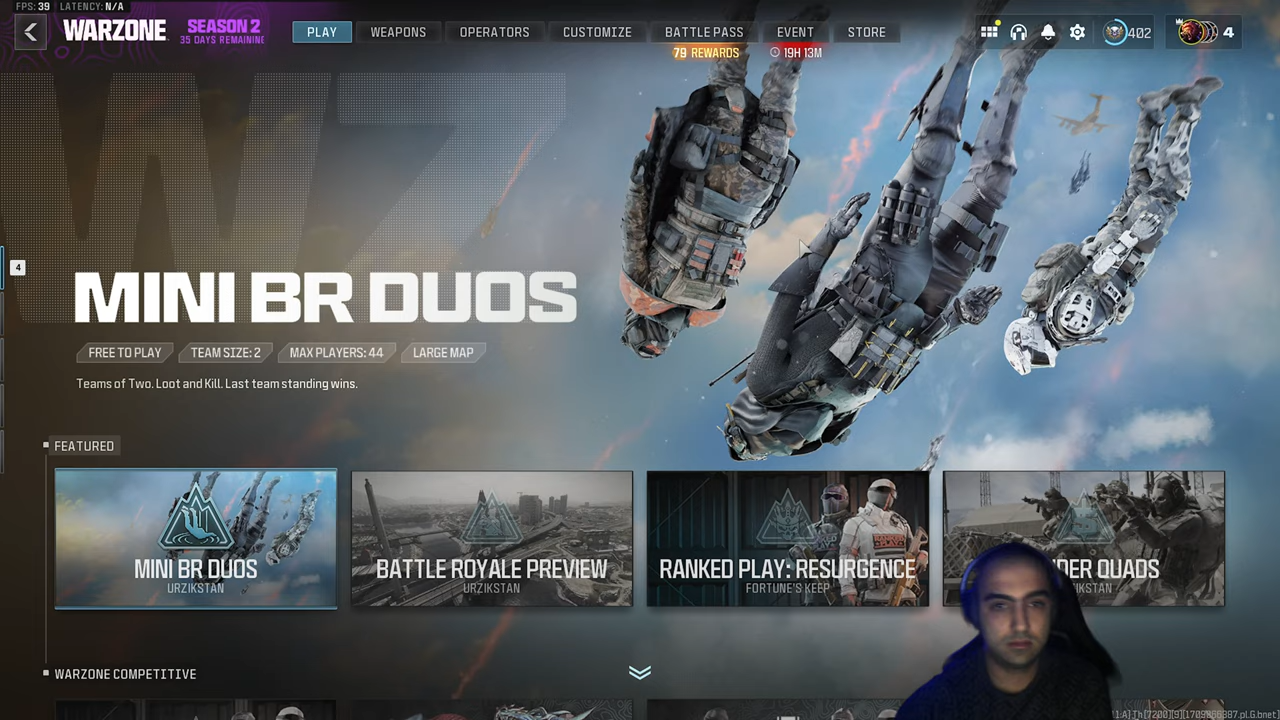 FPS: 39 LATENCY: N/A
WARZONE
SEASON 2
35 DAYS REMAINING
PLAY
WEAPONS
OPERATORS
CUSTOMIZE
BATTLE PASS
79 REWARDS
EVENT
19H 13M
STORE
402
4
WZ
4
MINI BR DUOS
FREE TO PLAY
TEAM SIZE: 2
MAX PLAYERS: 44
LARGE MAP
Teams of Two. Loot and Kill. Last team standing wins.
FEATURED
MINI BR DUOS
URZIKSTAN
BATTLE ROYALE PREVIEW
URZIKSTAN
RANKED PLAY: RESURGENCE
FORTUNE'S KEEP
QUADS
WARZONE COMPETITIVE